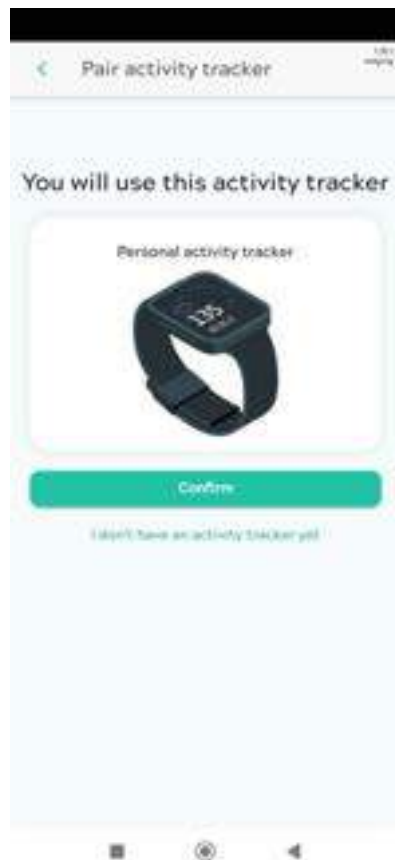 Pair activity tracker
You will use this activity tracker
Personal activity tracker
135
Confirm
I don't have an activity tracker yet